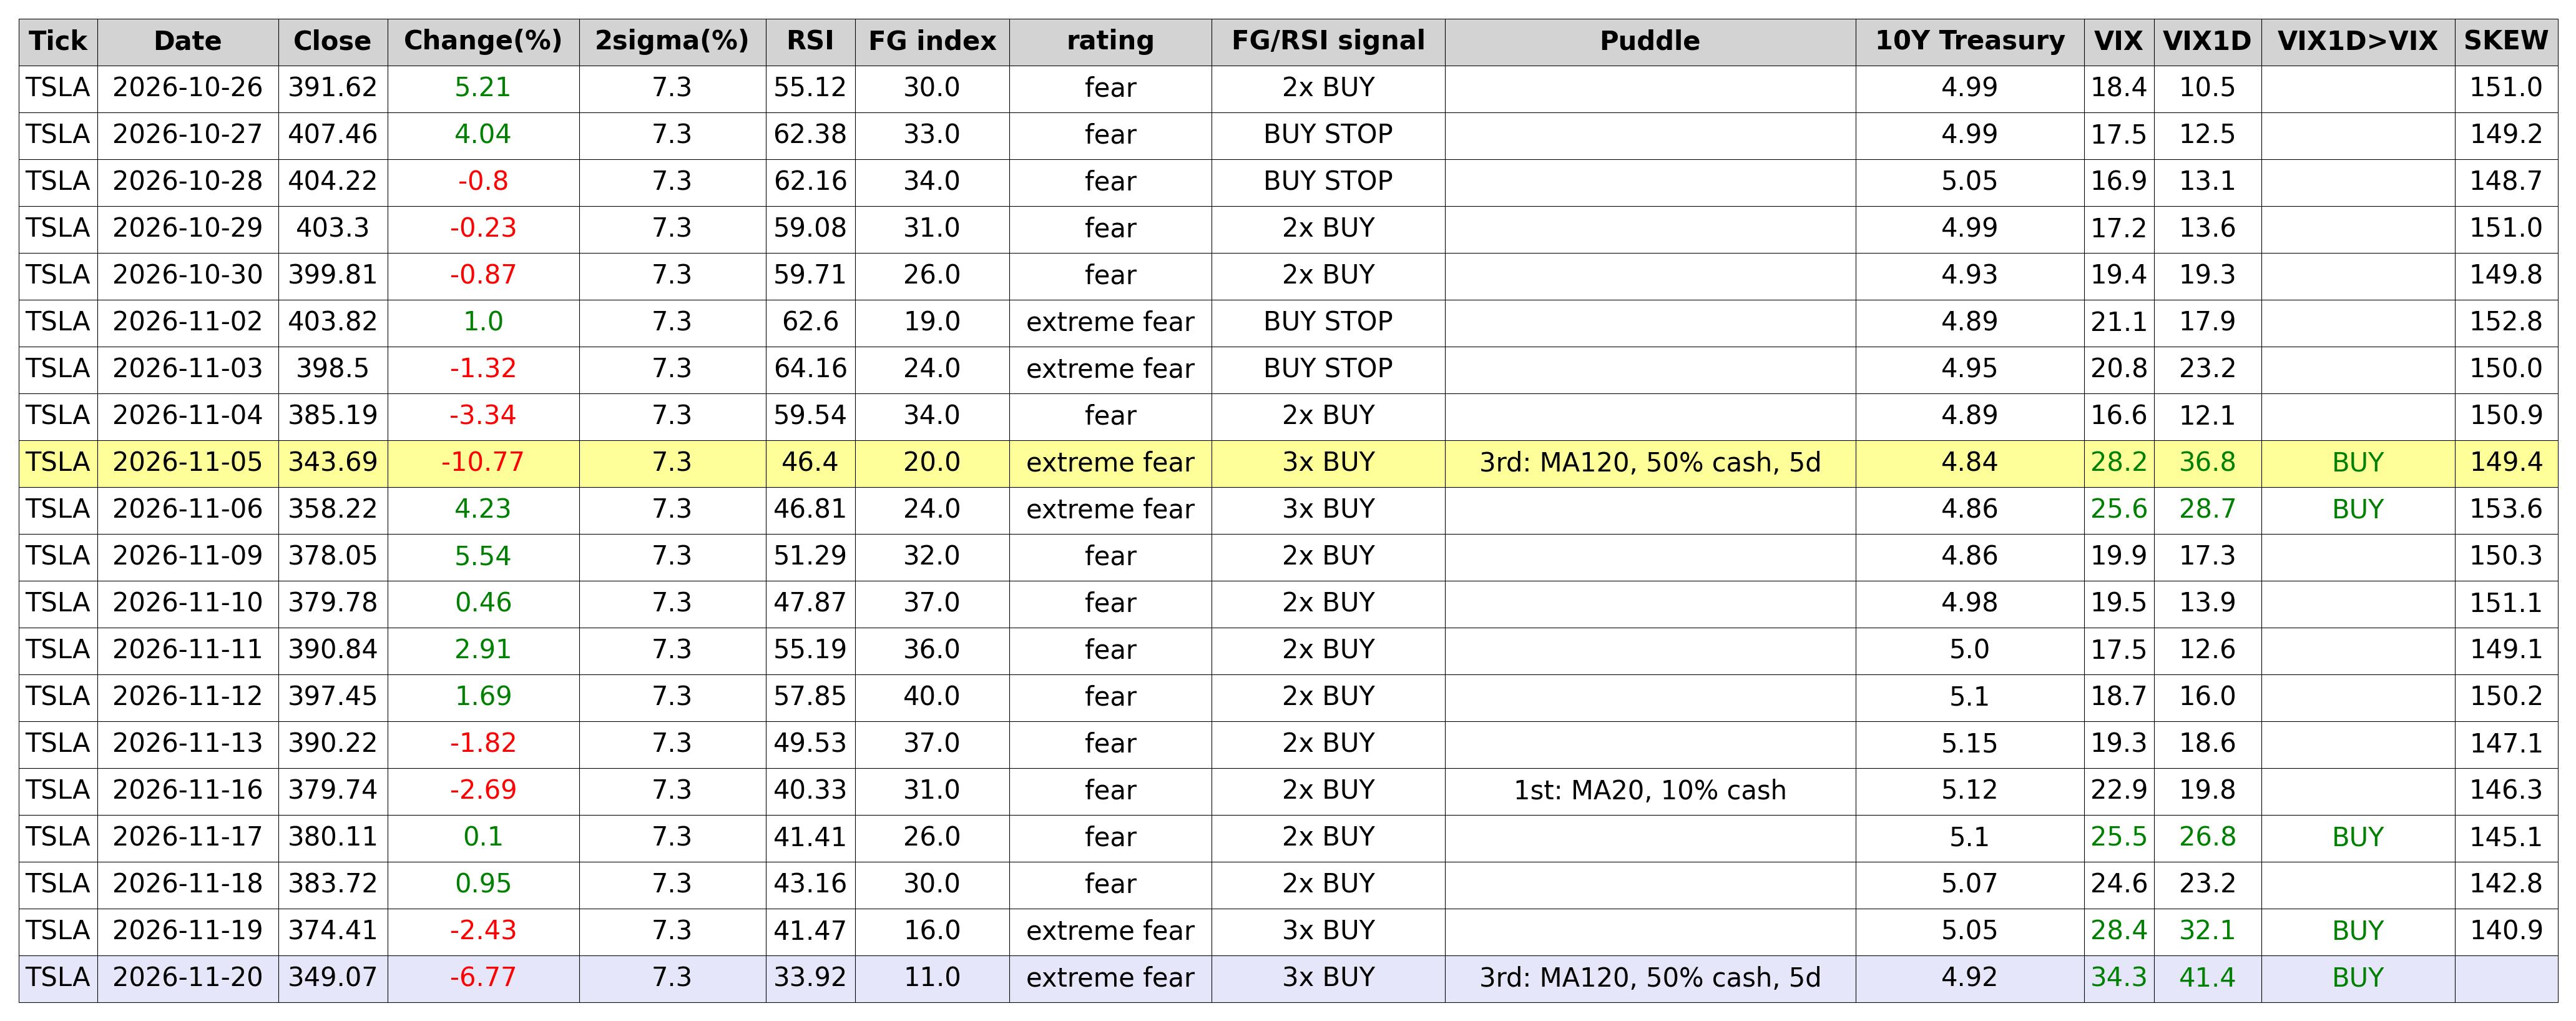 Tick Date Close Change(%) 2sigma(%) RSI FG index rating FG/RSI signal Puddle 10Y Treasury VIX VIX1D VIX1D>VIX SKEW
TSLA 2026-10-26 391.62 5.21 7.3 55.12 30.0 fear 2x BUY 4.99 18.4 10.5 151.0
TSLA 2026-10-27 407.46 4.04 7.3 62.38 33.0 fear BUY STOP 4.99 17.5 12.5 149.2
TSLA 2026-10-28 404.22 -0.8 7.3 62.16 34.0 fear BUY STOP 5.05 16.9 13.1 148.7
TSLA 2026-10-29 403.3 -0.23 7.3 59.08 31.0 fear 2x BUY 4.99 17.2 13.6 151.0
TSLA 2026-10-30 399.81 -0.87 7.3 59.71 26.0 fear 2x BUY 4.93 19.4 19.3 149.8
TSLA 2026-11-02 403.82 1.0 7.3 62.6 19.0 extreme fear BUY STOP 4.89 21.1 17.9 152.8
TSLA 2026-11-03 398.5 -1.32 7.3 64.16 24.0 extreme fear BUY STOP 4.95 20.8 23.2 150.0
TSLA 2026-11-04 385.19 -3.34 7.3 59.54 34.0 fear 2x BUY 4.89 16.6 12.1 150.9
TSLA 2026-11-05 343.69 -10.77 7.3 46.4 20.0 extreme fear 3x BUY 3rd: MA120, 50% cash, 5d 4.84 28.2 36.8 BUY 149.4
TSLA 2026-11-06 358.22 4.23 7.3 46.81 24.0 extreme fear 3x BUY 4.86 25.6 28.7 BUY 153.6
TSLA 2026-11-09 378.05 5.54 7.3 51.29 32.0 fear 2x BUY 4.86 19.9 17.3 150.3
TSLA 2026-11-10 379.78 0.46 7.3 47.87 37.0 fear 2x BUY 4.98 19.5 13.9 151.1
TSLA 2026-11-11 390.84 2.91 7.3 55.19 36.0 fear 2x BUY 5.0 17.5 12.6 149.1
TSLA 2026-11-12 397.45 1.69 7.3 57.85 40.0 fear 2x BUY 5.1 18.7 16.0 150.2
TSLA 2026-11-13 390.22 -1.82 7.3 49.53 37.0 fear 2x BUY 5.15 19.3 18.6 147.1
TSLA 2026-11-16 379.74 -2.69 7.3 40.33 31.0 fear 2x BUY 1st: MA20, 10% cash 5.12 22.9 19.8 146.3
TSLA 2026-11-17 380.11 0.1 7.3 41.41 26.0 fear 2x BUY 5.1 25.5 26.8 BUY 145.1
TSLA 2026-11-18 383.72 0.95 7.3 43.16 30.0 fear 2x BUY 5.07 24.6 23.2 142.8
TSLA 2026-11-19 374.41 -2.43 7.3 41.47 16.0 extreme fear 3x BUY 5.05 28.4 32.1 BUY 140.9
TSLA 2026-11-20 349.07 -6.77 7.3 33.92 11.0 extreme fear 3x BUY 3rd: MA120, 50% cash, 5d 4.92 34.3 41.4 BUY